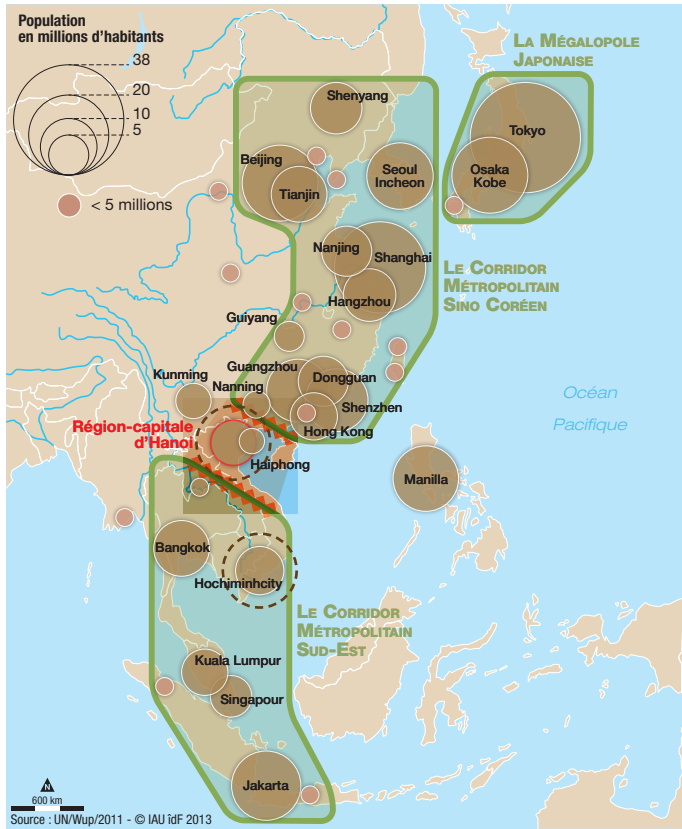 Population
en millions d’habitants
38
20
10
5
< 5 millions
LA MÉGALOPOLE
JAPONAISE
Shenyang
Tokyo
Beijing
Seoul
Incheon
Osaka
Kobe
Tianjin
Nanjing
Shanghai
LE CORRIDOR
MÉTROPOLITAIN
SINO CORÉEN
Hangzhou
Guiyang
Guangzhou
Kunming
Dongguan
Nanning
Shenzhen
Océan
Pacifique
Région-capitale
d’Hanoi
Hong Kong
Haiphong
Manilla
Bangkok
Hochiminhcity
LE CORRIDOR
MÉTROPOLITAIN
SUD-EST
Kuala Lumpur
Singapour
Jakarta
N
600 km
Source : UN/Wup/2011 - © IAU îdF 2013